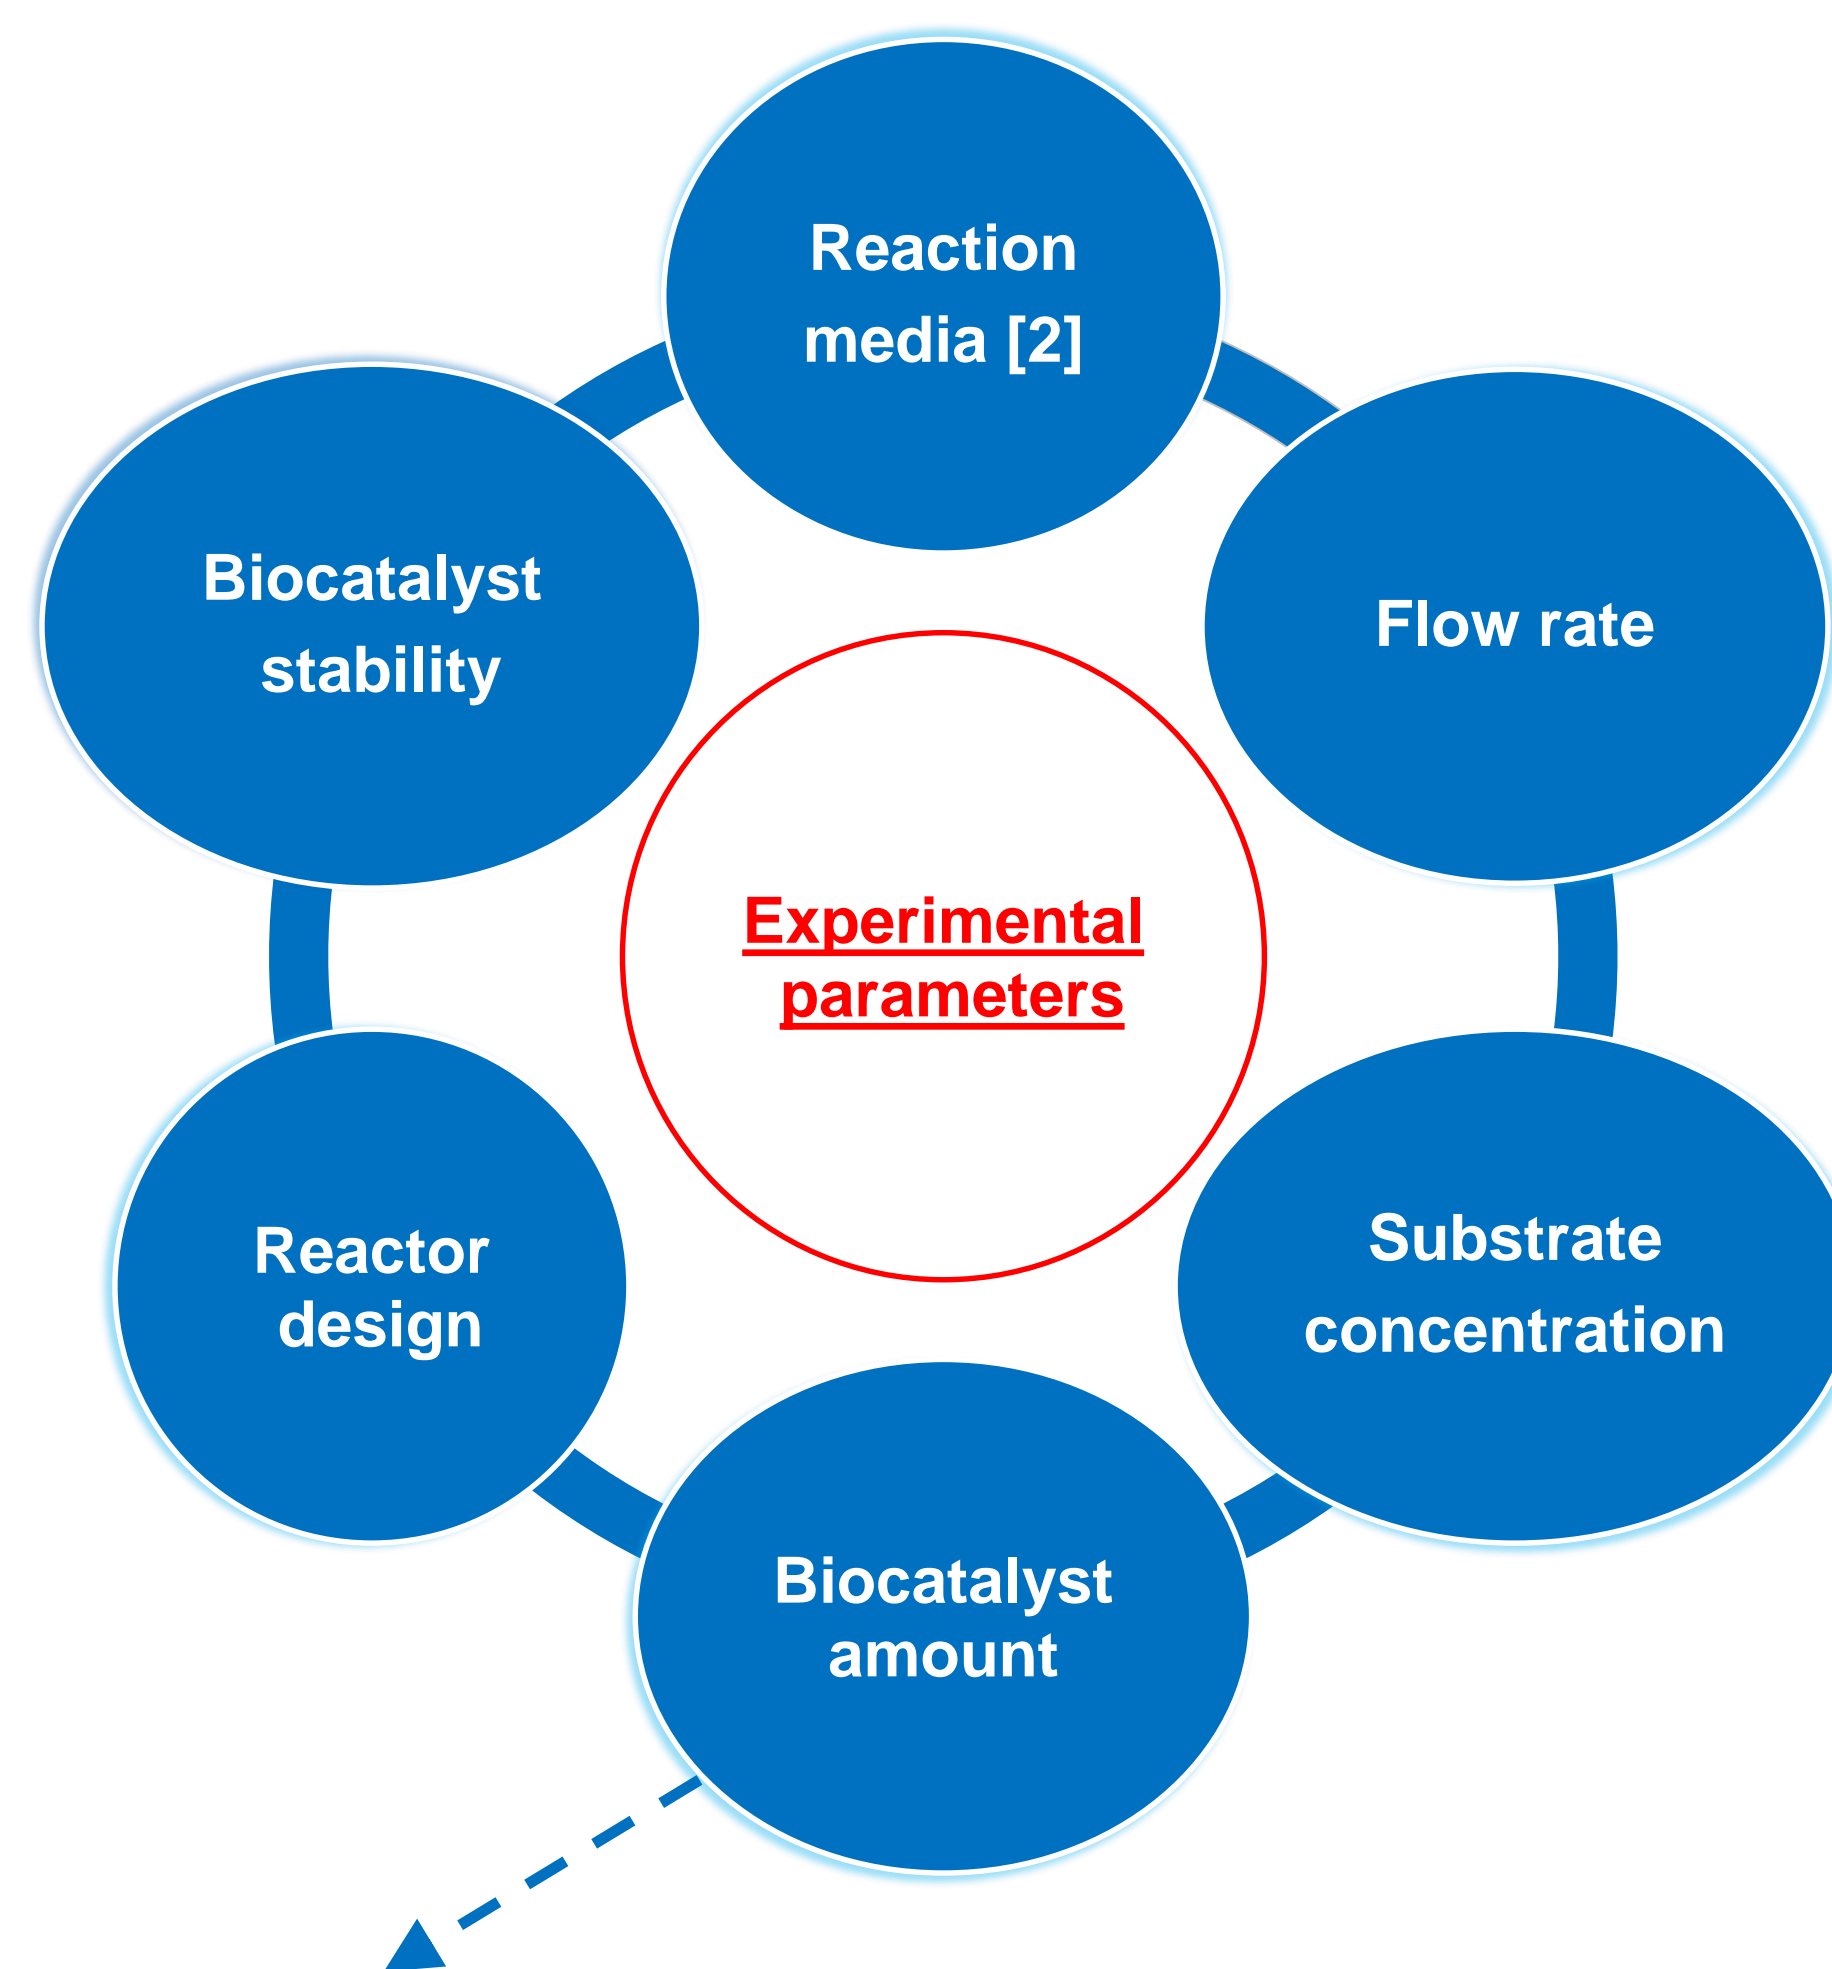 Reaction
media [2]
Flow rate
Substrate
concentration
Biocatalyst
amount
Reactor
design
Biocatalyst
stability
Experimental
parameters